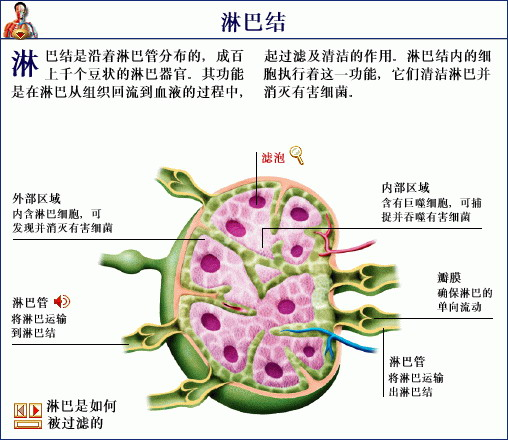 淋巴结
淋巴结是沿着淋巴管分布的，成百
上千个豆状的淋巴器官．其功能
是在淋巴从组织回流到血液的过程中，
起过滤及清洁的作用．淋巴结内的细
胞执行着这一功能，它们清洁淋巴并
消灭有害细菌．
滤泡
外部区域
内含淋巴细胞，可
发现并消灭有害细菌
内部区域
含有巨噬细胞，可捕
捉并吞噬有害细菌
瓣膜
确保淋巴的
单向流动
淋巴管
将淋巴运输
到淋巴结
淋巴管
将淋巴运输
出淋巴结
淋巴是如何
被过滤的